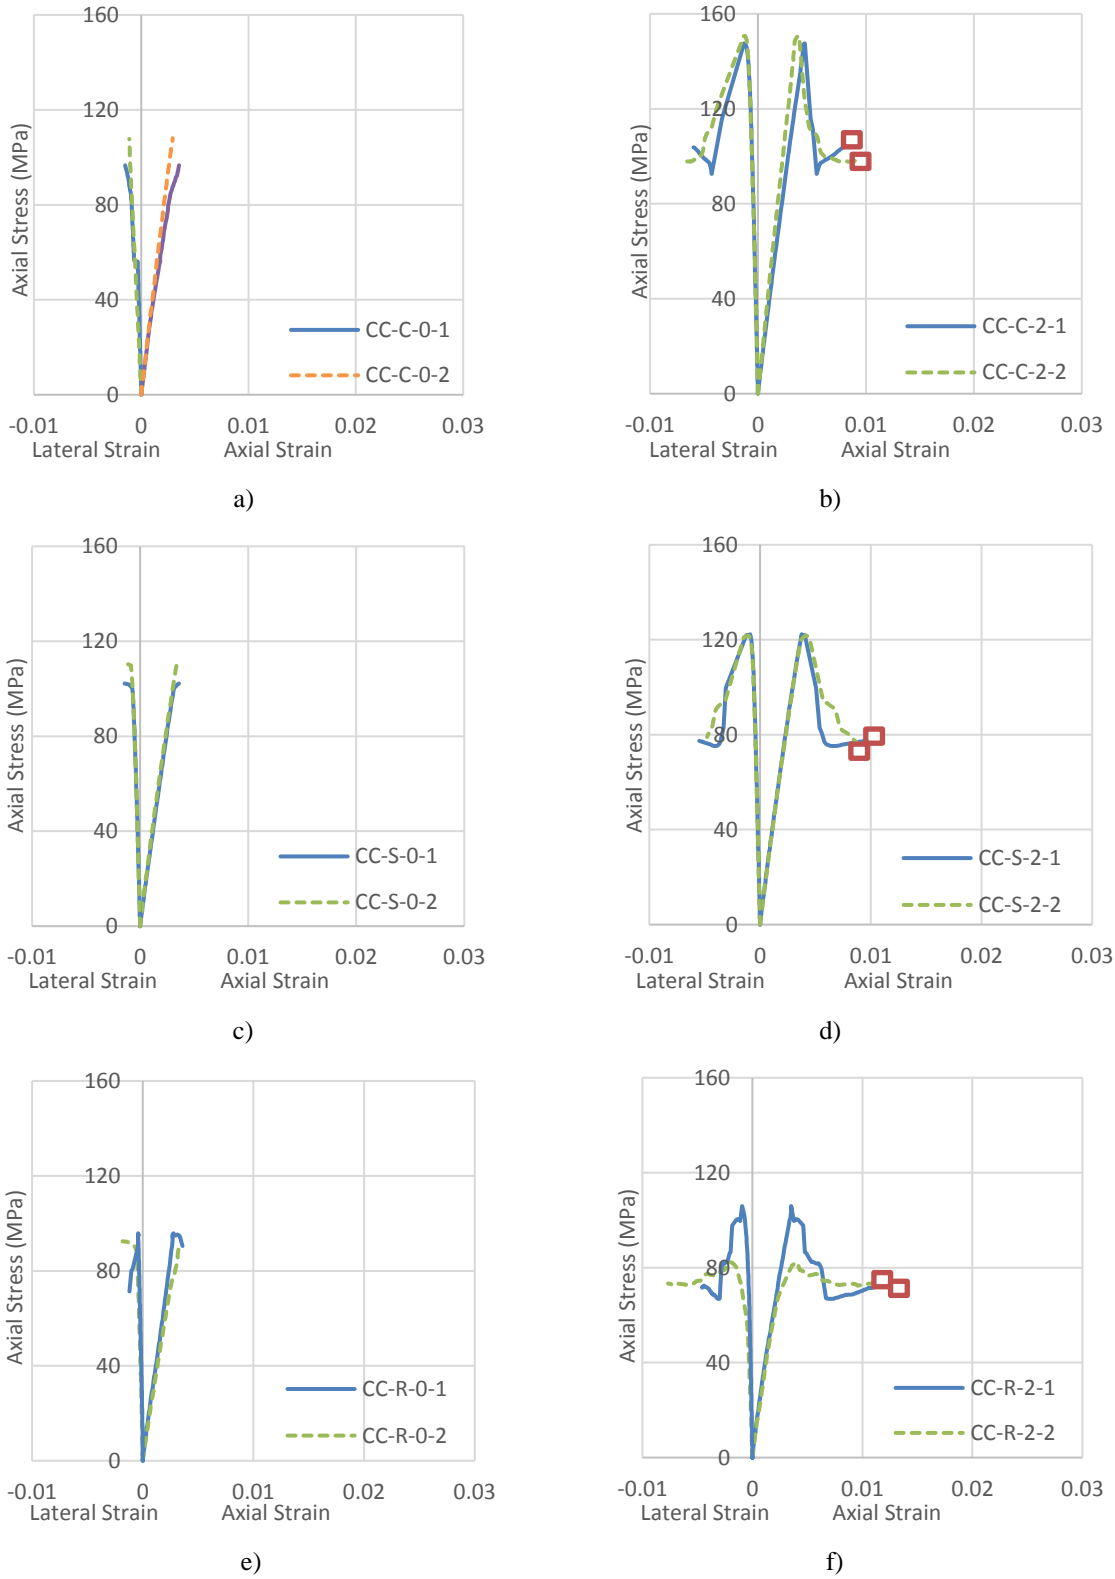 160
120
80
40
0
Axial Stress (MPa)
CC-C-0-1
CC-C-0-2
-0.01 0 0.01 0.02 0.03
Lateral Strain Axial Strain
a)
160
120
80
40
0
Axial Stress (MPa)
CC-C-2-1
CC-C-2-2
-0.01 0 0.01 0.02 0.03
Lateral Strain Axial Strain
b)
160
120
80
40
0
Axial Stress (MPa)
CC-S-0-1
CC-S-0-2
-0.01 0 0.01 0.02 0.03
Lateral Strain Axial Strain
c)
160
120
80
40
0
Axial Stress (MPa)
CC-S-2-1
CC-S-2-2
-0.01 0 0.01 0.02 0.03
Lateral Strain Axial Strain
d)
160
120
80
40
0
Axial Stress (MPa)
CC-R-0-1
CC-R-0-2
-0.01 0 0.01 0.02 0.03
Lateral Strain Axial Strain
e)
160
120
80
40
0
Axial Stress (MPa)
CC-R-2-1
CC-R-2-2
-0.01 0 0.01 0.02 0.03
Lateral Strain Axial Strain
f)